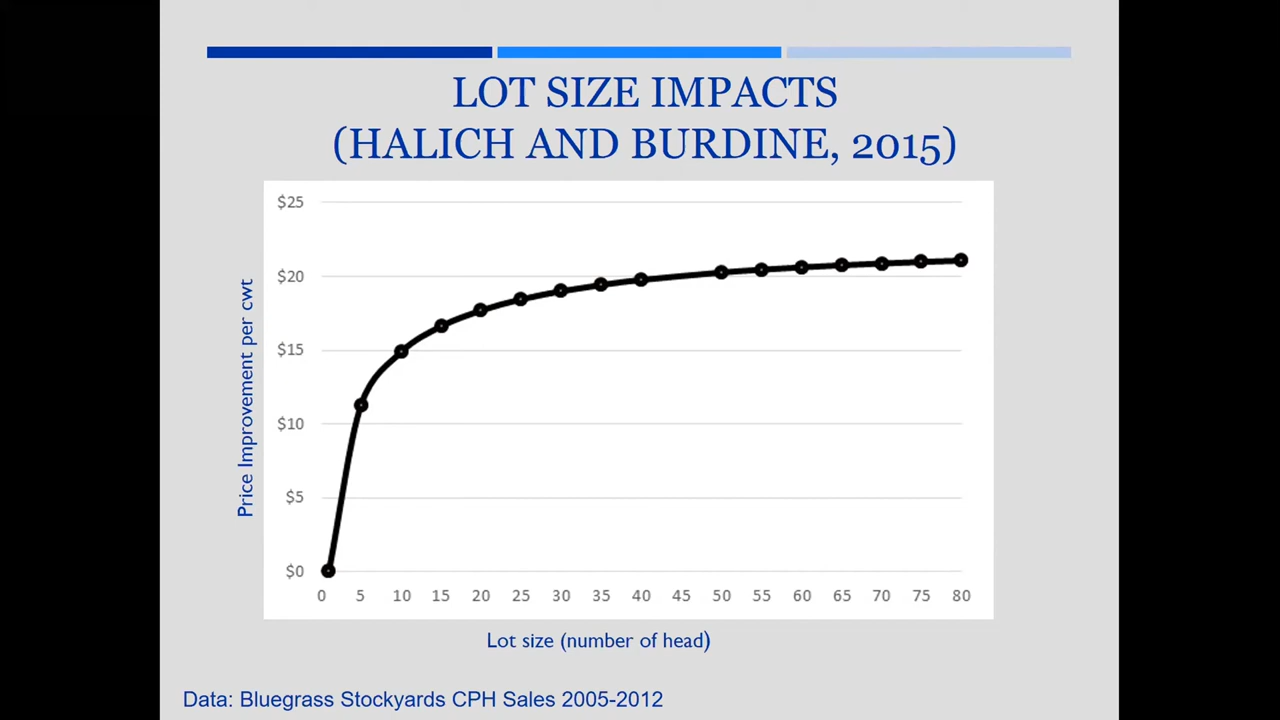 LOT SIZE IMPACTS
(HALICH AND BURDINE, 2015)
$25
$20
$15
$10
$5
$0
Price Improvement per cwt
0 5 10 15 20 25 30 35 40 45 50 55 60 65 70 75 80
Lot size (number of head)
Data: Bluegrass Stockyards CPH Sales 2005-2012